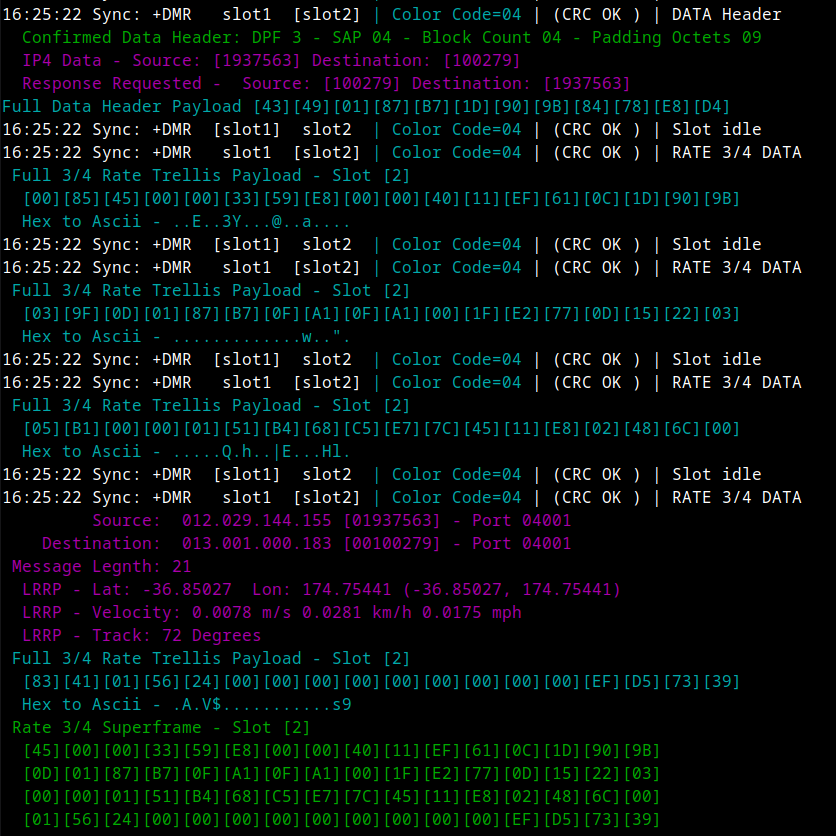 16:25:22 Sync: +DMR   slot1  [slot2] | Color Code=04 | (CRC OK ) | DATA Header
  Confirmed Data Header: DPF 3 - SAP 04 - Block Count 04 - Padding Octets 09
  IP4 Data - Source: [1937563] Destination: [100279]
  Response Requested -  Source: [100279] Destination: [1937563]
Full Data Header Payload [43][49][01][87][B7][1D][90][9B][84][78][E8][D4]
16:25:22 Sync: +DMR  [slot1]  slot2  | Color Code=04 | (CRC OK ) | Slot idle
16:25:22 Sync: +DMR   slot1  [slot2] | Color Code=04 | (CRC OK ) | RATE 3/4 DATA
 Full 3/4 Rate Trellis Payload - Slot [2]
  [00][85][45][00][00][33][59][E8][00][00][40][11][EF][61][0C][1D][90][9B]
  Hex to Ascii - ..E..3Y...@..a....
16:25:22 Sync: +DMR  [slot1]  slot2  | Color Code=04 | (CRC OK ) | Slot idle
16:25:22 Sync: +DMR   slot1  [slot2] | Color Code=04 | (CRC OK ) | RATE 3/4 DATA
 Full 3/4 Rate Trellis Payload - Slot [2]
  [03][9F][0D][01][87][B7][0F][A1][0F][A1][00][1F][E2][77][0D][15][22][03]
  Hex to Ascii - .............w..".
16:25:22 Sync: +DMR  [slot1]  slot2  | Color Code=04 | (CRC OK ) | Slot idle
16:25:22 Sync: +DMR   slot1  [slot2] | Color Code=04 | (CRC OK ) | RATE 3/4 DATA
 Full 3/4 Rate Trellis Payload - Slot [2]
  [05][B1][00][00][01][51][B4][68][C5][E7][7C][45][11][E8][02][48][6C][00]
  Hex to Ascii - .....Q.h..|E...Hl.
16:25:22 Sync: +DMR  [slot1]  slot2  | Color Code=04 | (CRC OK ) | Slot idle
16:25:22 Sync: +DMR   slot1  [slot2] | Color Code=04 | (CRC OK ) | RATE 3/4 DATA
         Source:  012.029.144.155 [01937563] - Port 04001
    Destination:  013.001.000.183 [00100279] - Port 04001
 Message Legnth: 21
  LRRP - Lat: -36.85027  Lon: 174.75441 (-36.85027, 174.75441)
  LRRP - Velocity: 0.0078 m/s 0.0281 km/h 0.0175 mph
  LRRP - Track: 72 Degrees
 Full 3/4 Rate Trellis Payload - Slot [2]
  [83][41][01][56][24][00][00][00][00][00][00][00][00][00][EF][D5][73][39]
  Hex to Ascii - .A.V$...........s9
 Rate 3/4 Superframe - Slot [2]
  [45][00][00][33][59][E8][00][00][40][11][EF][61][0C][1D][90][9B]
  [0D][01][87][B7][0F][A1][0F][A1][00][1F][E2][77][0D][15][22][03]
  [00][00][01][51][B4][68][C5][E7][7C][45][11][E8][02][48][6C][00]
  [01][56][24][00][00][00][00][00][00][00][00][00][EF][D5][73][39]